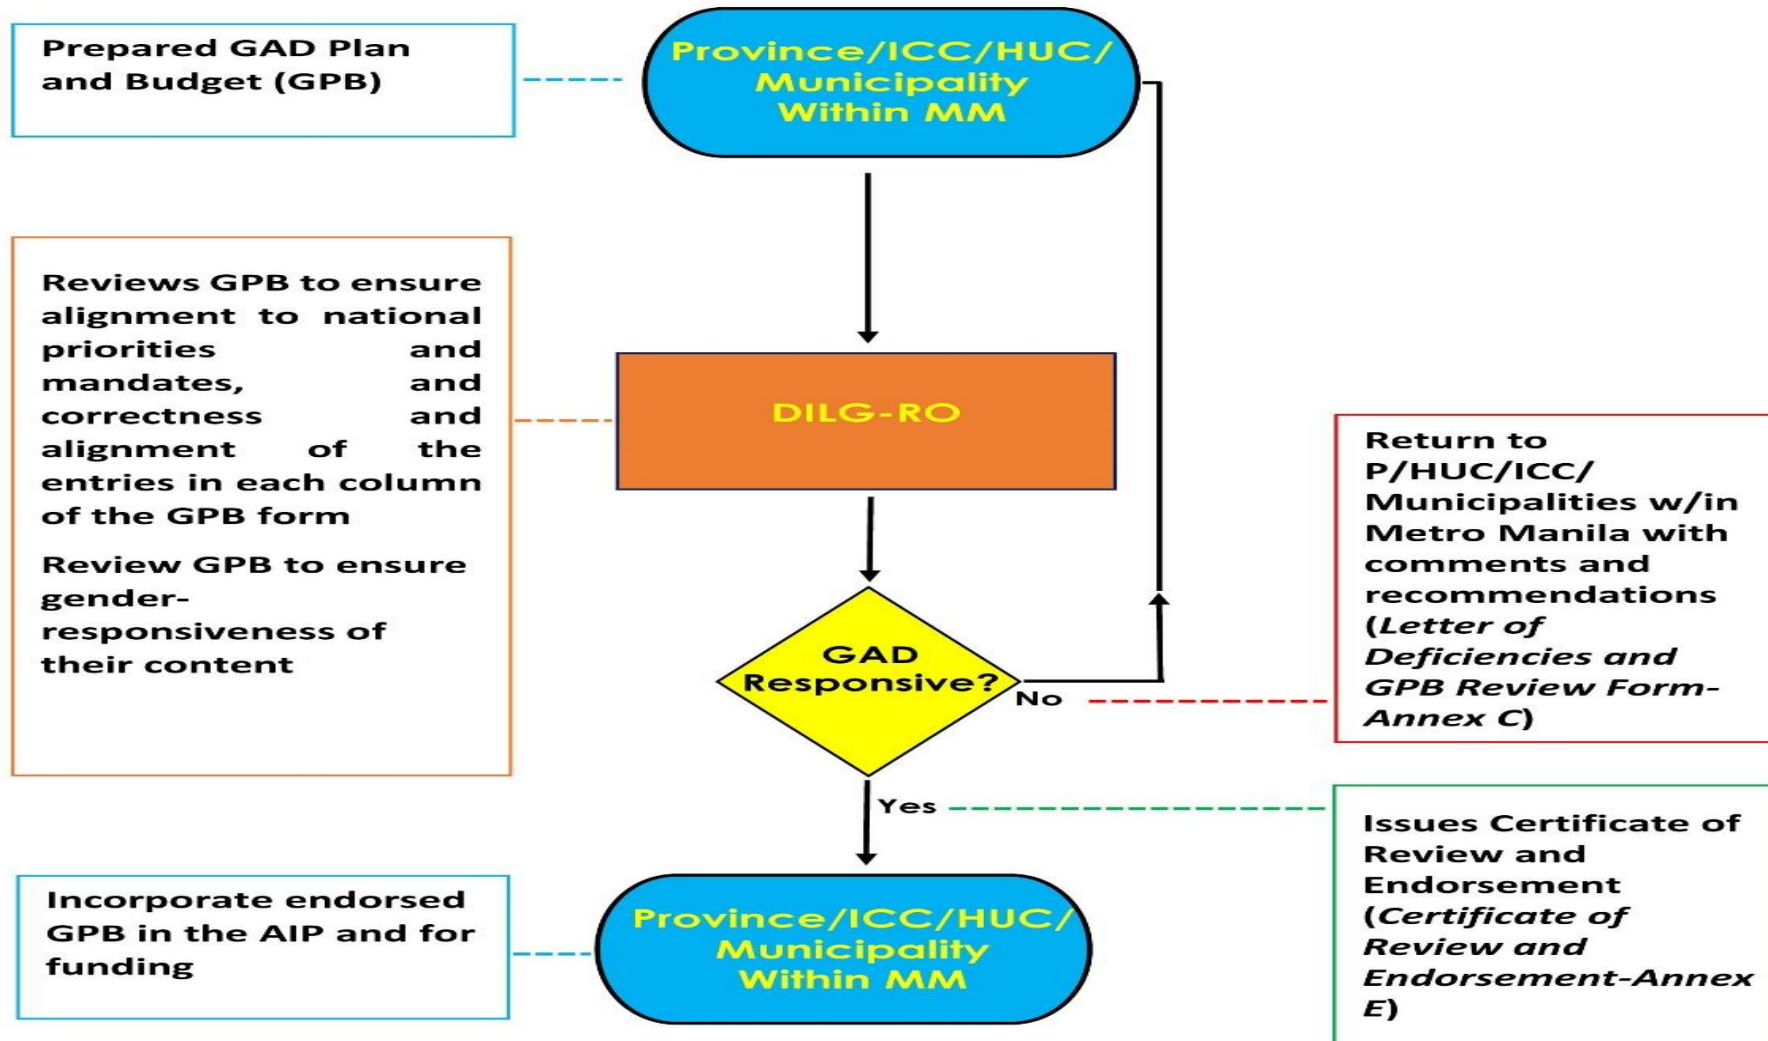 Prepared GAD Plan
and Budget (GPB)
Province/ICC/HUC/
Municipality
Within MM
Reviews GPB to ensure
alignment to national
priorities and
mandates, and
correctness and
alignment of the
entries in each column
of the GPB form
Review GPB to ensure
gender-
responsiveness of
their content
DILG-RO
GAD
Responsive?
No
Return to
P/HUC/ICC/
Municipalities w/in
Metro Manila with
comments and
recommendations
(Letter of
Deficiencies and
GPB Review Form-
Annex C)
Yes
Issues Certificate of
Review and
Endorsement
(Certificate of
Review and
Endorsement-Annex
E)
Incorporate endorsed
GPB in the AIP and for
funding
Province/ICC/HUC/
Municipality
Within MM